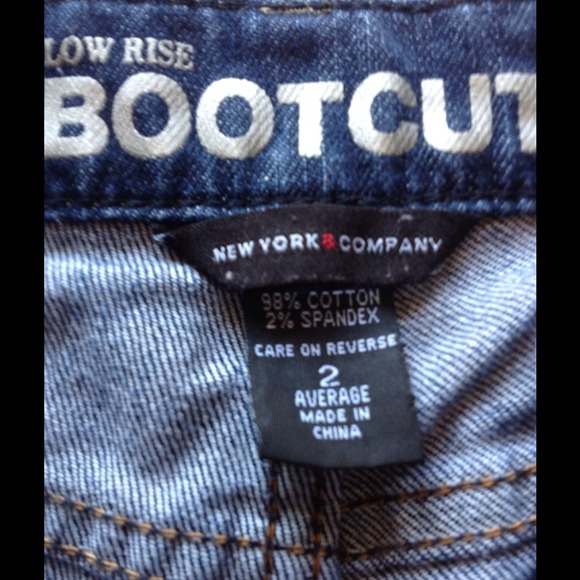 LOW RISE
BOOTCUT
NEW YORK & COMPANY
98% COTTON
2% SPANDEX
CARE ON REVERSE
2
AVERAGE
MADE IN
CHINA